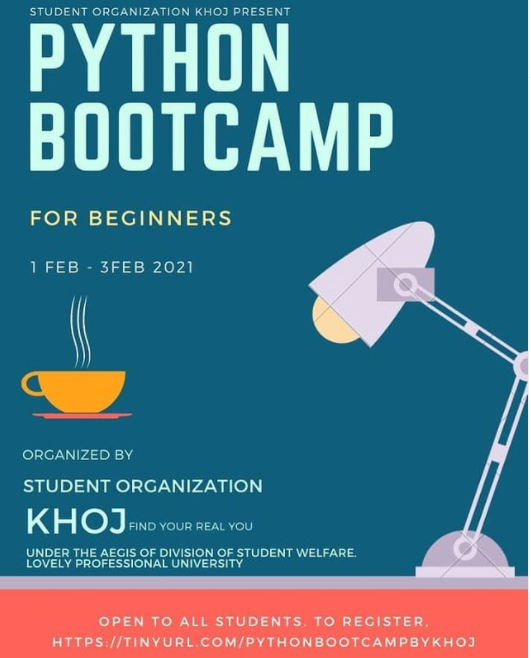 STUDENT ORGANIZATION KHOJ PRESENT
PYTHON
BOOTCAMP
FOR BEGINNERS
1 FEB - 3FEB 2021
ORGANIZED BY
STUDENT ORGANIZATION
KHOJ FIND YOUR REAL YOU
UNDER THE AEGIS OF DIVISION OF STUDENT WELFARE.
LOVELY PROFESSIONAL UNIVERSITY
OPEN TO ALL STUDENTS. TO REGISTER,
HTTPS://TINYURL.COM/PYTHONBOOTCAMPBYKHOJ